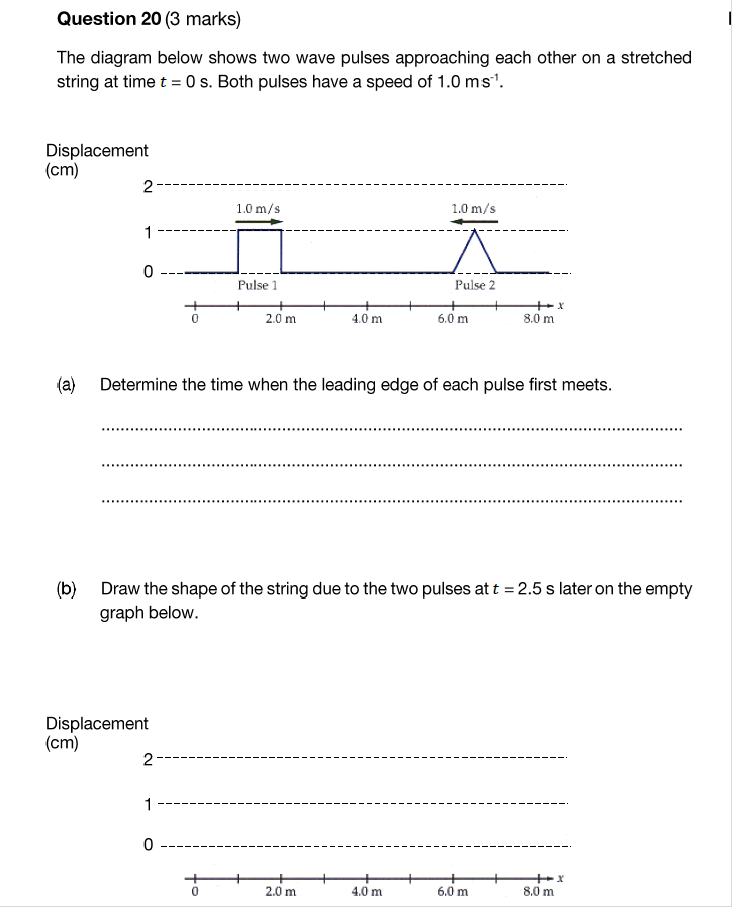 Question 20 (3 marks)
The diagram below shows two wave pulses approaching each other on a stretched
string at time t = 0 s. Both pulses have a speed of 1.0 ms⁻¹.
Displacement
(cm)
2
1.0 m/s 1.0 m/s
1
0
Pulse 1 Pulse 2
0 2.0 m 4.0 m 6.0 m 8.0 m x
(a) Determine the time when the leading edge of each pulse first meets.
(b) Draw the shape of the string due to the two pulses at t = 2.5 s later on the empty
graph below.
Displacement
(cm)
2
1
0
0 2.0 m 4.0 m 6.0 m 8.0 m x